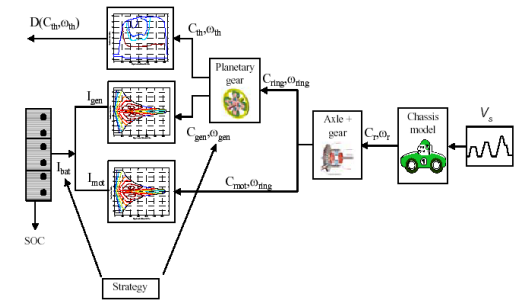 D(Cth,ωth)
Cth,ωth
Planetary
gear
Cring,ωring
Igen
Cgen,ωgen
Axle +
gear
Cr,ωr
Chassis
model
Vs
Ibat
Imot
Cmot,ωring
SOC
Strategy